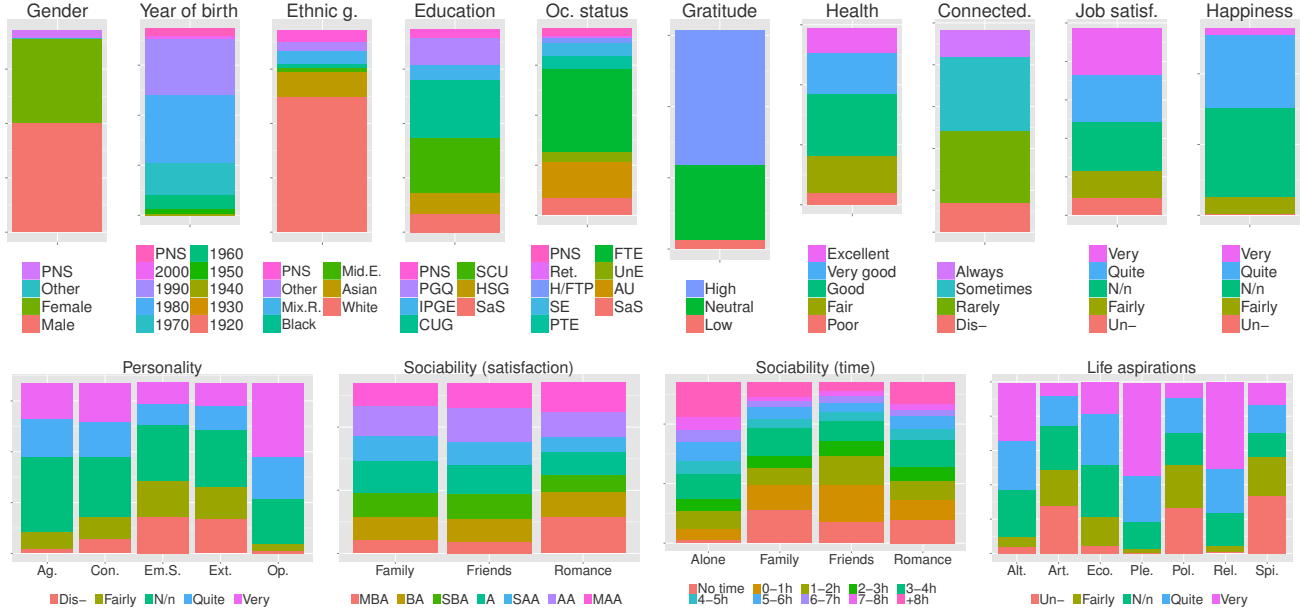 Gender Year of birth Ethnic g. Education Oc. status Gratitude Health Connected. Job satisf. Happiness
PNS
Other
Female
Male
PNS 1960
2000 1950
1990 1940
1980 1930
1970 1920
PNS Mid.E.
Other Asian
Mix.R. White
Black
PNS SCU
PGQ HSG
IPGE SaS
CUG
PNS FTE
Ret. UnE
H/FTP AU
SE SaS
PTE
High
Neutral
Low
Excellent
Very good
Good
Fair
Poor
Always
Sometimes
Rarely
Dis–
Very
Quite
N/n
Fairly
Un–
Very
Quite
N/n
Fairly
Un–
Personality
Ag. Con. Em.S. Ext. Op.
Dis– Fairly N/n Quite Very
Sociability (satisfaction)
Family Friends Romance
MBA BA SBA A SAA AA MAA
Sociability (time)
Alone Family Friends Romance
No time 0–1h 1–2h 2–3h 3–4h
4–5h 5–6h 6–7h 7–8h +8h
Life aspirations
Alt. Art. Eco. Ple. Pol. Rel. Spi.
Un– Fairly N/n Quite Very